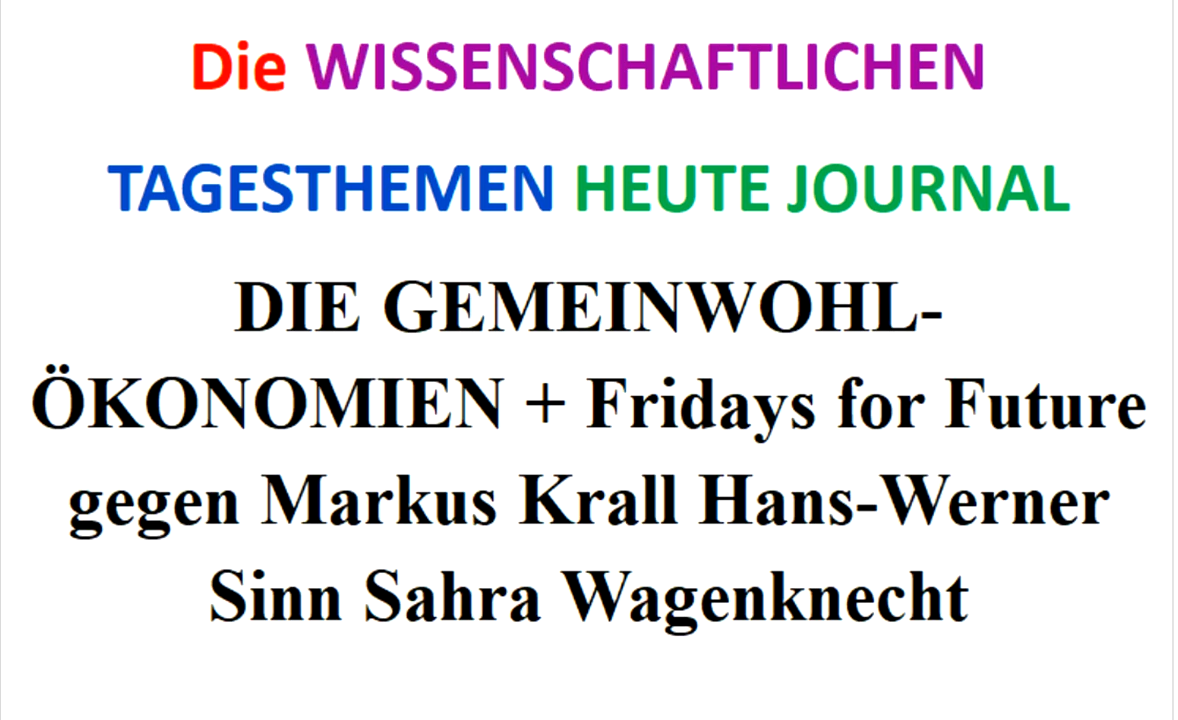 Die WISSENSCHAFTLICHEN
TAGESTHEMEN HEUTE JOURNAL
DIE GEMEINWOHL-
ÖKONOMIEN + Fridays for Future
gegen Markus Krall Hans-Werner
Sinn Sahra Wagenknecht